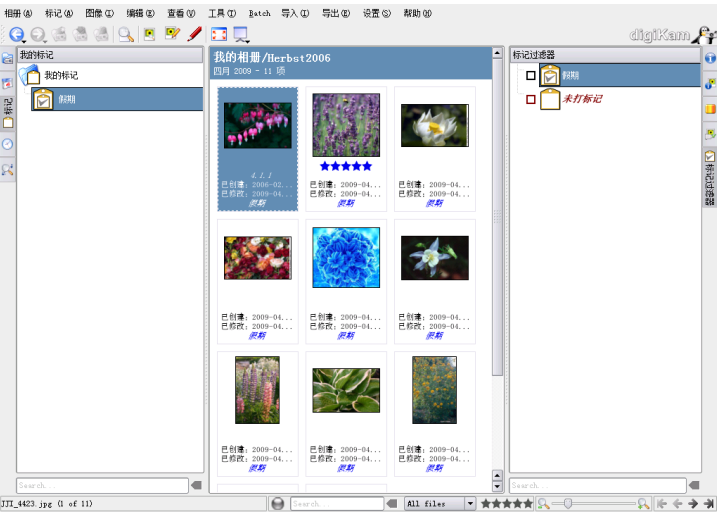 相册(A) 标记(A) 图像(I) 编辑(E) 查看(V) 工具(T) Batch 导入(I) 导出(E) 设置(S) 帮助(H)
digiKam
我的标记
我的标记
假期
标记
我的相册/Herbst2006
四月 2009 - 11 项
4.1.1
已创建: 2006-02...
已修改: 2009-04...
假期
已创建: 2009-04...
已修改: 2009-04...
假期
已创建: 2009-04...
已修改: 2009-04...
假期
已创建: 2009-04...
已修改: 2009-04...
假期
已创建: 2009-04...
已修改: 2009-04...
假期
已创建: 2009-04...
已修改: 2009-04...
假期
已创建: 2009-04...
已修改: 2009-04...
假期
已创建: 2009-04...
已修改: 2009-04...
假期
已创建: 2009-04...
已修改: 2009-04...
假期
标记过滤器
假期
未打标记
标记过滤器
Search...
Search...
JJI_4423.jpg (1 of 11)
Search...
All files